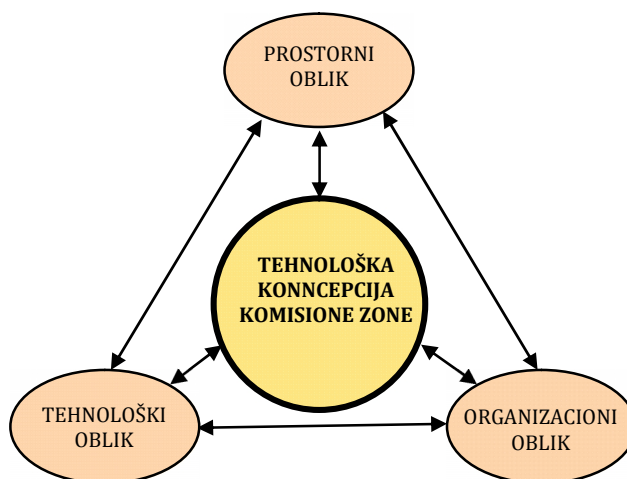 PROSTORNI
OBLIK
TEHNOLOŠKA
KONNCEPCIJA
KOMISIONE ZONE
TEHNOLOŠKI
OBLIK
ORGANIZACIONI
OBLIK